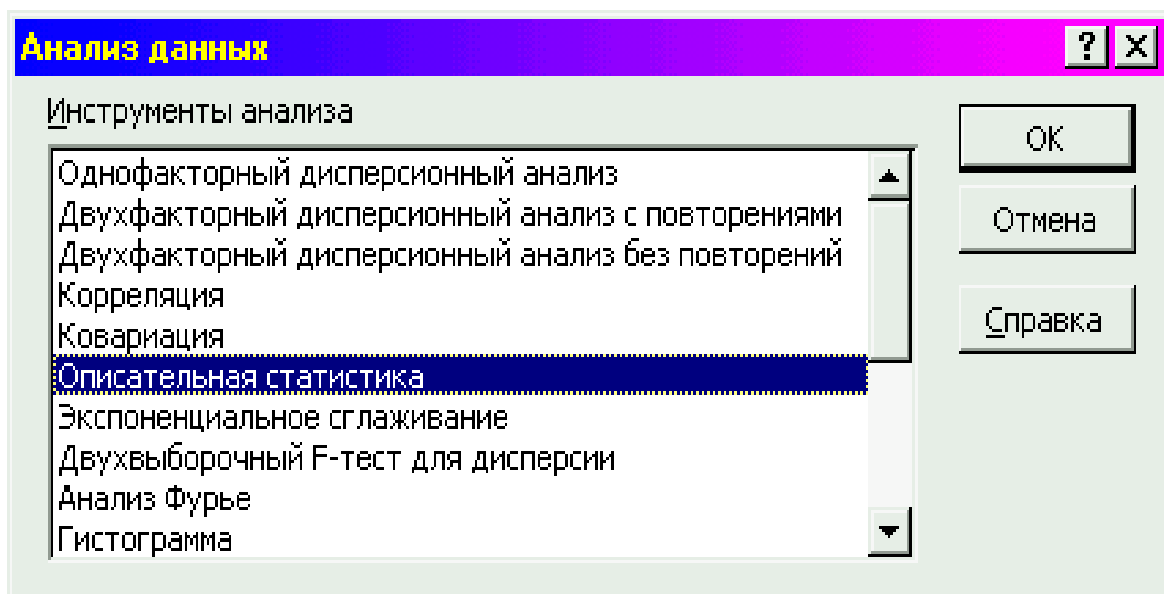 Анализ данных
Инструменты анализа
Однофакторный дисперсионный анализ
Двухфакторный дисперсионный анализ с повторениями
Двухфакторный дисперсионный анализ без повторений
Корреляция
Ковариация
Описательная статистика
Экспоненциальное сглаживание
Двухвыборочный F-тест для дисперсии
Анализ Фурье
Гистограмма
ОК
Отмена
Справка